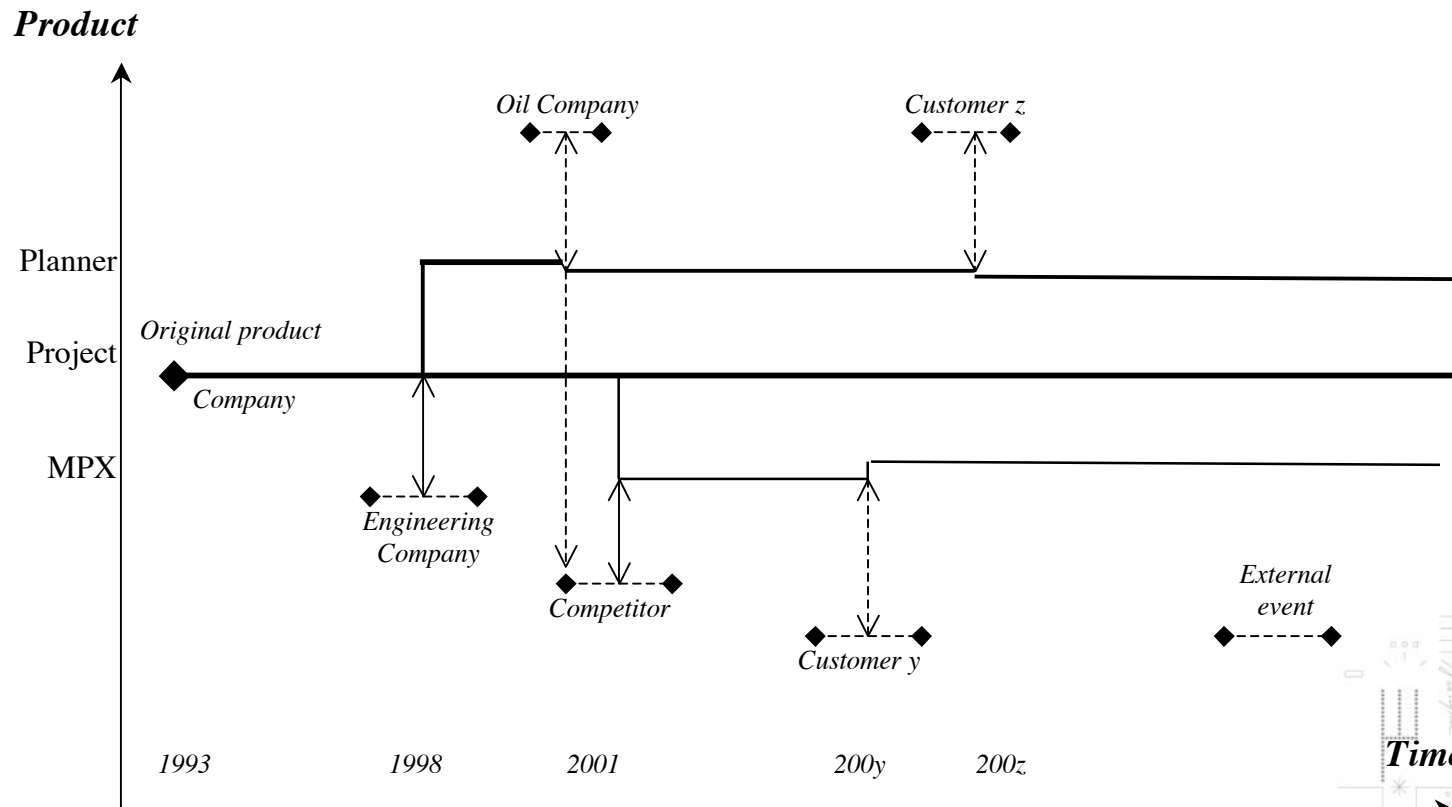 Product
Oil Company
Customer z
Planner
Original product
Project
Company
MPX
Engineering
Company
Competitor
External
event
Customer y
1993
1998
2001
200y
200z
Time